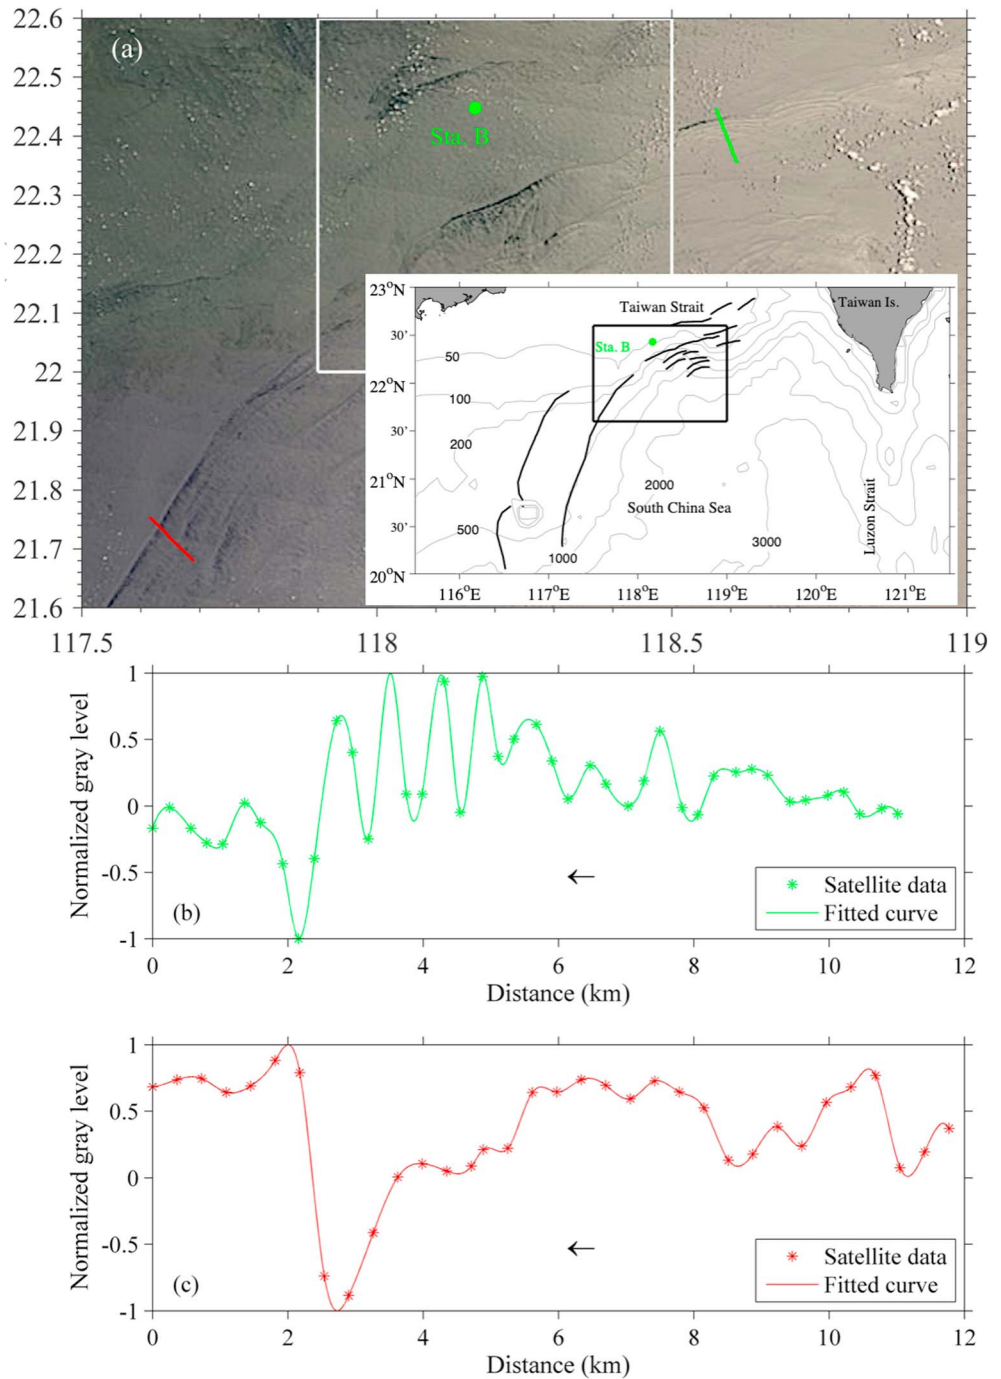 22.6
22.5
22.4
22.3
22.2
22.1
22
21.9
21.8
21.7
21.6
(a)
Sta. B
23°N
30'
22°N
30'
21°N
30'
20°N
116°E
117°E
118°E
119°E
120°E
121°E
Taiwan Strait
Taiwan Is.
Sta. B
50
100
200
500
1000
2000
3000
South China Sea
Luzon Strait
117.5
118
118.5
119
Normalized gray level
1
0.5
0
-0.5
-1
(b)
←
Satellite data
Fitted curve
0
2
4
6
8
10
12
Distance (km)
Normalized gray level
1
0.5
0
-0.5
-1
(c)
←
Satellite data
Fitted curve
0
2
4
6
8
10
12
Distance (km)